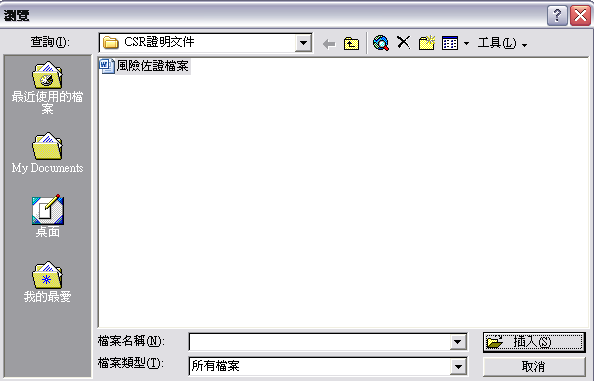 瀏覽
查詢(I):
CSR證明文件
工具(L)
風險佐證檔案
最近使用的檔
案
My Documents
桌面
我的最愛
檔案名稱(N):
插入(S)
檔案類型(T):
所有檔案
取消